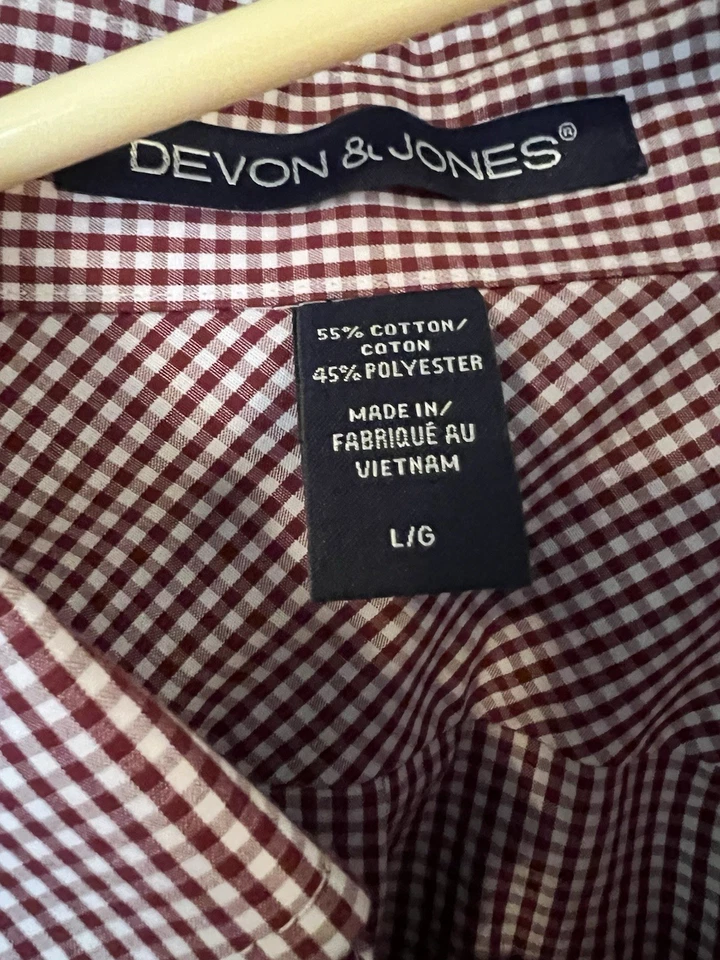 DEVON & JONES®
55% COTTON/
COTON
45% POLYESTER
MADE IN/
FABRIQUÉ AU
VIETNAM
L/G